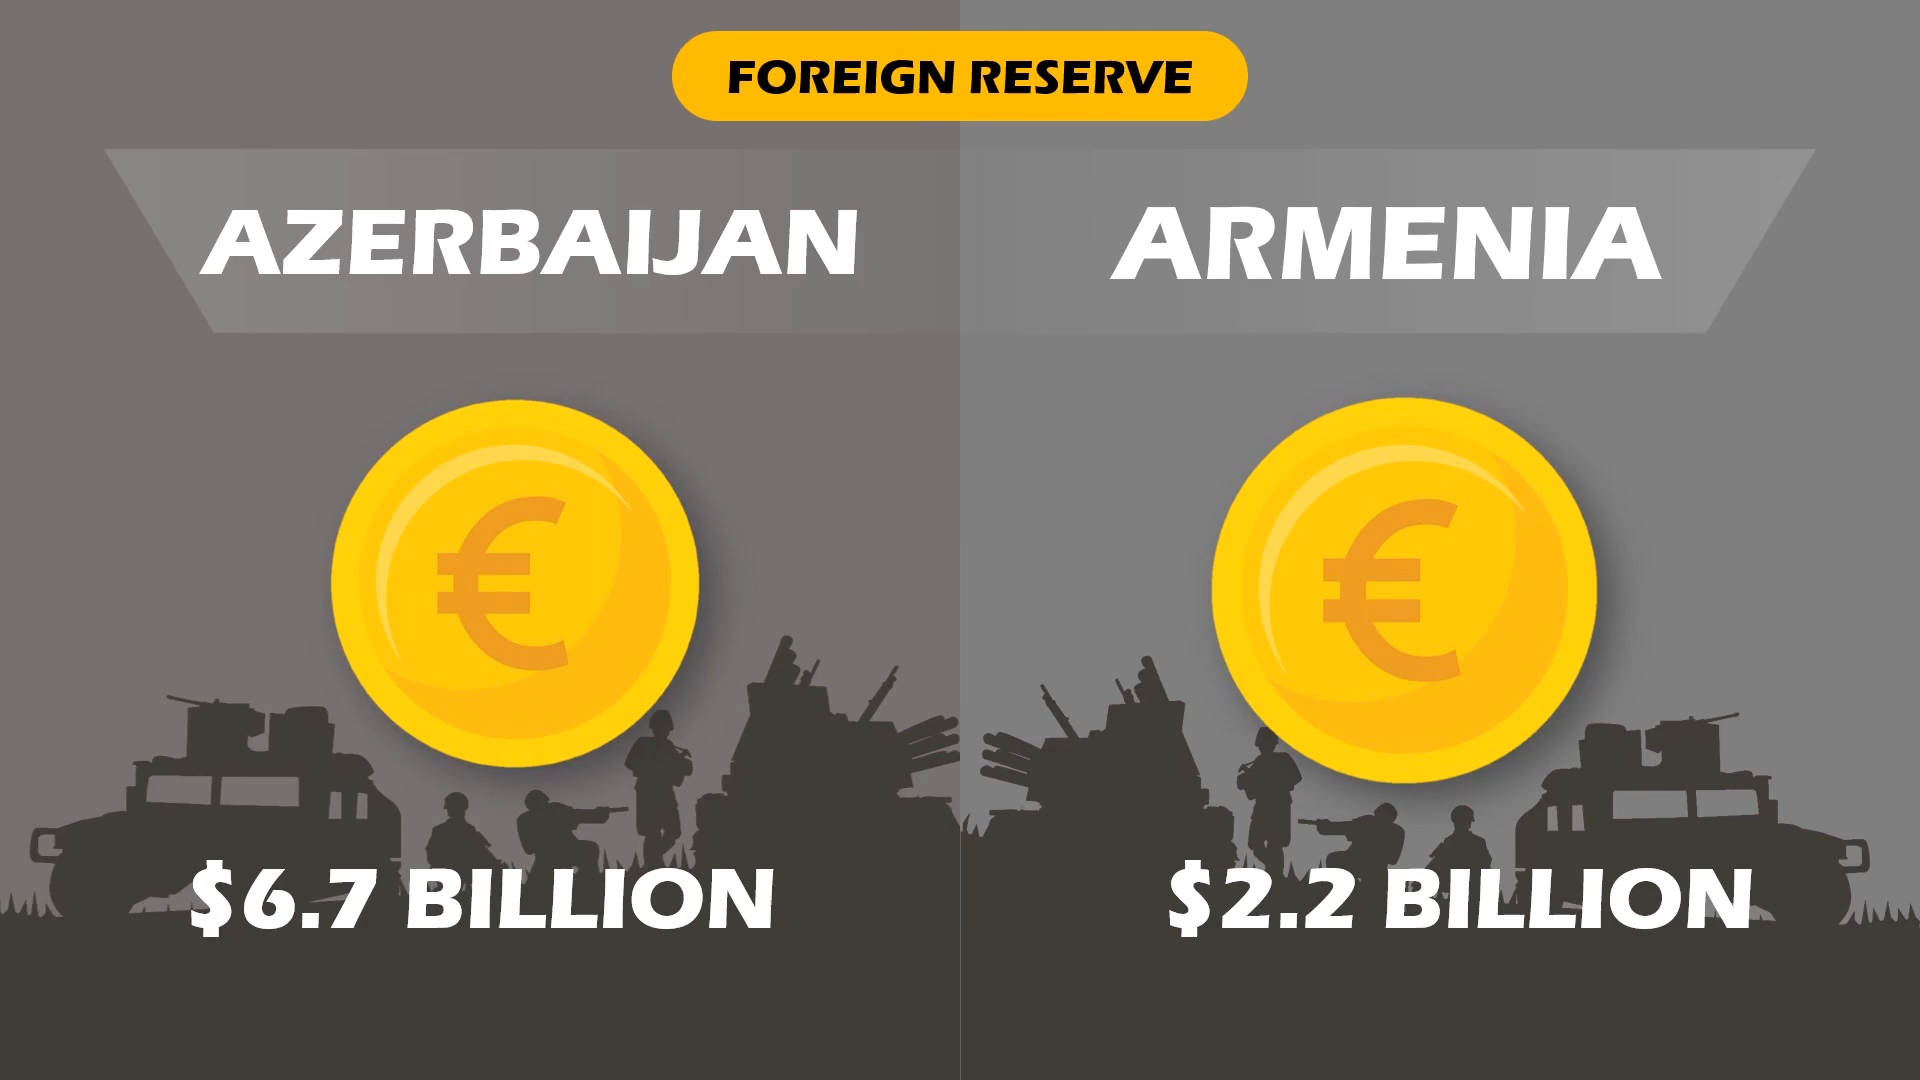 FOREIGN RESERVE
AZERBAIJAN
ARMENIA
€
€
$6.7 BILLION
$2.2 BILLION